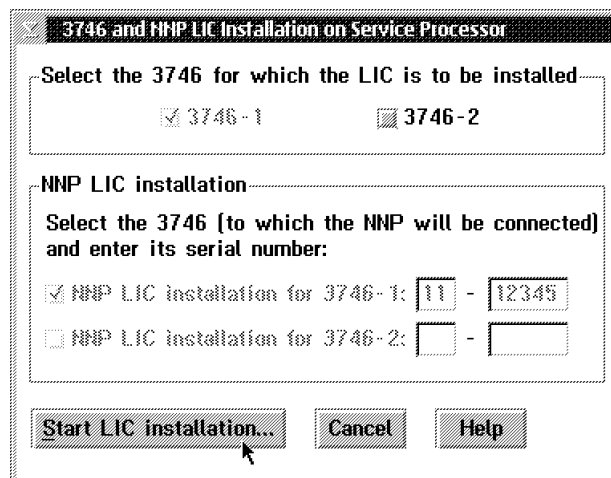 3746 and NNP LIC Installation on Service Processor
Select the 3746 for which the LIC is to be installed
3746-1 3746-2
NNP LIC installation
Select the 3746 (to which the NNP will be connected)
and enter its serial number:
NNP LIC installation for 3746-1: 11 - 12345
NNP LIC installation for 3746-2: -
Start LIC installation... Cancel Help